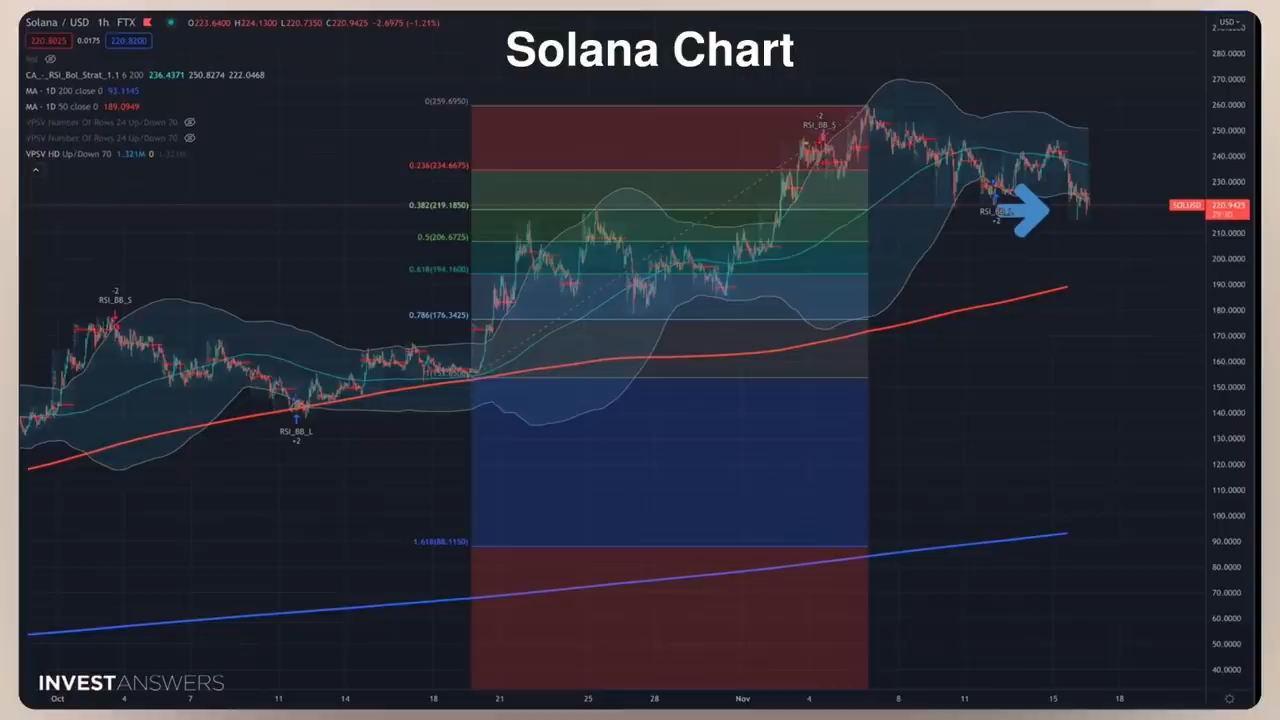 Solana / USD 1h FTX O223.6400 H224.1300 L220.7350 C220.9425 -2.6975 (-1.21%)
220.8025 0.0175 220.8200
Solana Chart
CA_-_RSI_Bol_Strat_1.1 6 200 236.4371 250.8274 222.0468
MA - 1D 200 close 0 93.1145
MA - 1D 50 close 0 189.0949
VPSV Number Of Rows 24 Up/Down 70
VPSV Number Of Rows 24 Up/Down 70
VPSV HD Up/Down 70 1.321M 0 1.321M
USD
280.0000
270.0000
260.0000
250.0000
240.0000
230.0000
SOLUSD 220.9425
210.0000
200.0000
190.0000
180.0000
170.0000
160.0000
150.0000
140.0000
130.0000
120.0000
110.0000
100.0000
90.0000
80.0000
70.0000
60.0000
50.0000
40.0000
0(259.6950)
0.236(234.6675)
0.382(219.1850)
0.5(206.6725)
0.618(194.1600)
0.786(176.3425)
1.618(88.1150)
-2
RSI_BB_S
-2
RSI_BB_S
RSI_BB_L
+2
RSI_BB_L
+2
INVESTANSWERS
Oct 4 7 11 14 18 21 25 28 Nov 4 8 11 15 18